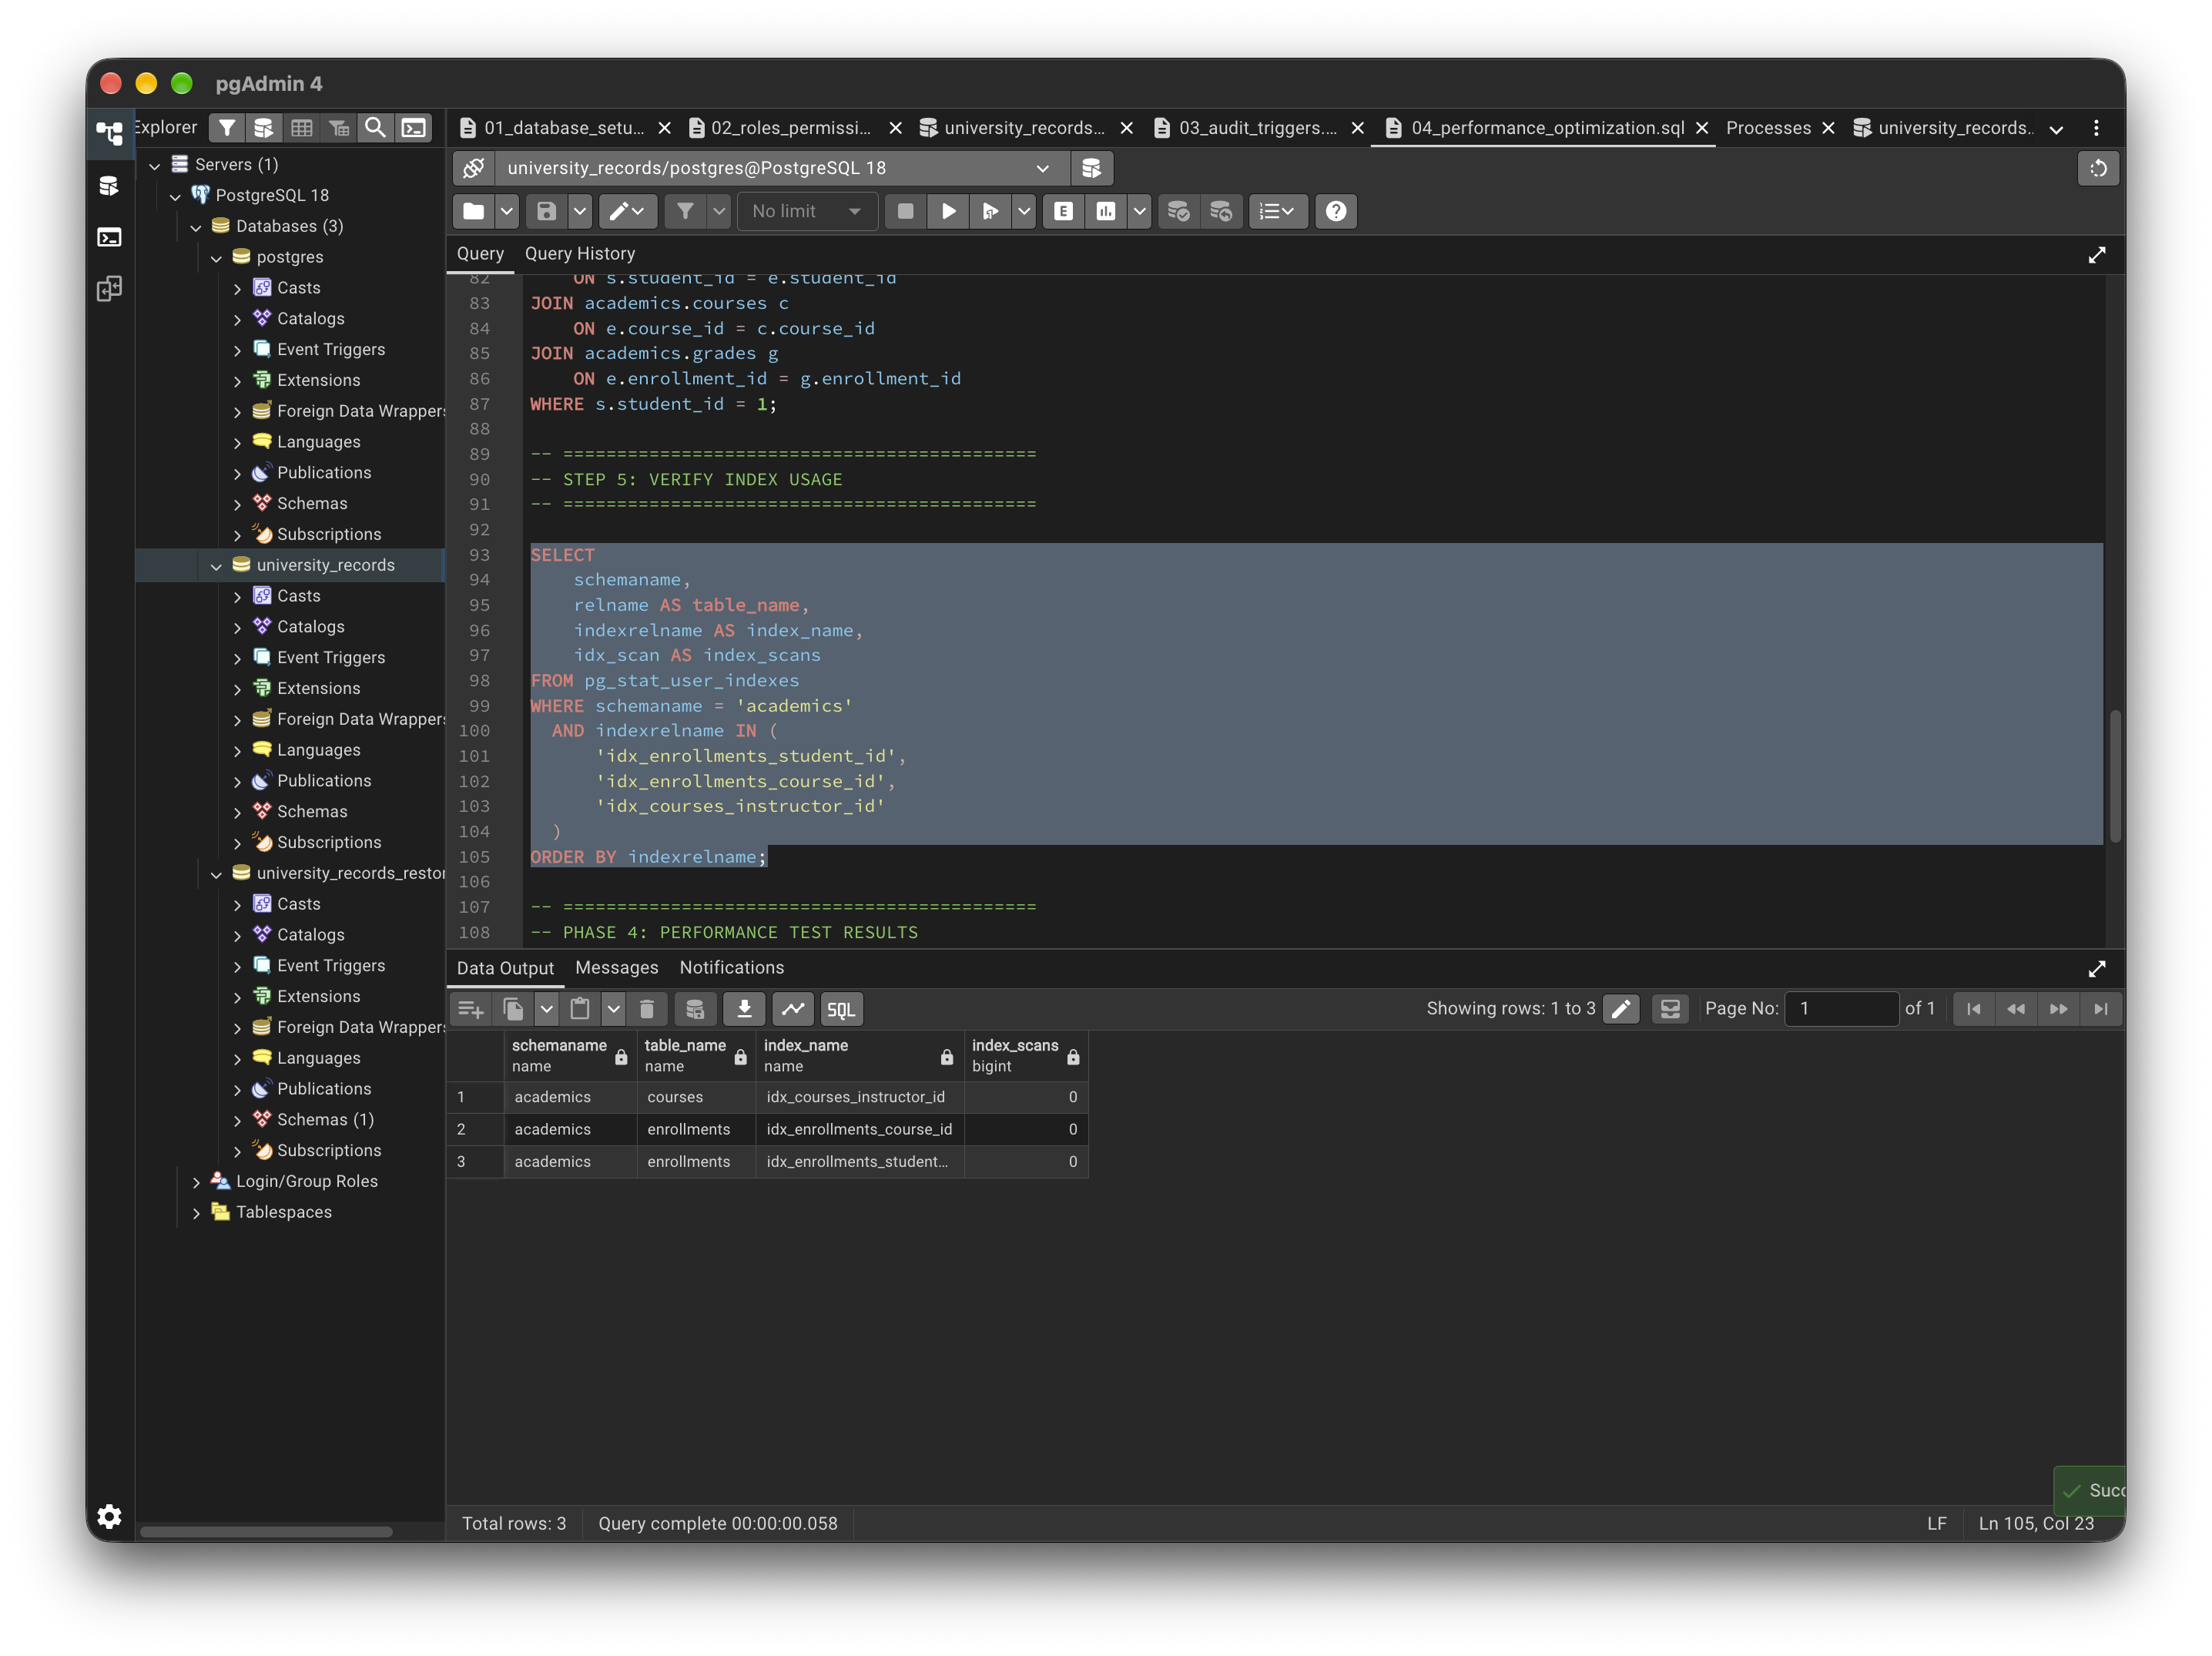 pgAdmin 4
Explorer
Servers (1)
PostgreSQL 18
Databases (3)
postgres
Casts
Catalogs
Event Triggers
Extensions
Foreign Data Wrappers
Languages
Publications
Schemas
Subscriptions
university_records
Casts
Catalogs
Event Triggers
Extensions
Foreign Data Wrappers
Languages
Publications
Schemas
Subscriptions
university_records_restor
Casts
Catalogs
Event Triggers
Extensions
Foreign Data Wrappers
Languages
Publications
Schemas (1)
Subscriptions
Login/Group Roles
Tablespaces
01_database_setu... 02_roles_permissi... university_records... 03_audit_triggers.... 04_performance_optimization.sql Processes university_records..
university_records/postgres@PostgreSQL 18
No limit
E
Query Query History
82 ON s.student_id = e.student_id
83 JOIN academics.courses c
84 ON e.course_id = c.course_id
85 JOIN academics.grades g
86 ON e.enrollment_id = g.enrollment_id
87 WHERE s.student_id = 1;
88
89 -- ============================================
90 -- STEP 5: VERIFY INDEX USAGE
91 -- ============================================
92
93 SELECT
94 schemaname,
95 relname AS table_name,
96 indexrelname AS index_name,
97 idx_scan AS index_scans
98 FROM pg_stat_user_indexes
99 WHERE schemaname = 'academics'
100 AND indexrelname IN (
101 'idx_enrollments_student_id',
102 'idx_enrollments_course_id',
103 'idx_courses_instructor_id'
104 )
105 ORDER BY indexrelname;
106
107 -- ============================================
108 -- PHASE 4: PERFORMANCE TEST RESULTS
Data Output Messages Notifications
SQL
Showing rows: 1 to 3 Page No: 1 of 1
schemaname table_name index_name index_scans
name name name bigint
1 academics courses idx_courses_instructor_id 0
2 academics enrollments idx_enrollments_course_id 0
3 academics enrollments idx_enrollments_student... 0
Succ
Total rows: 3 Query complete 00:00:00.058 LF Ln 105, Col 23